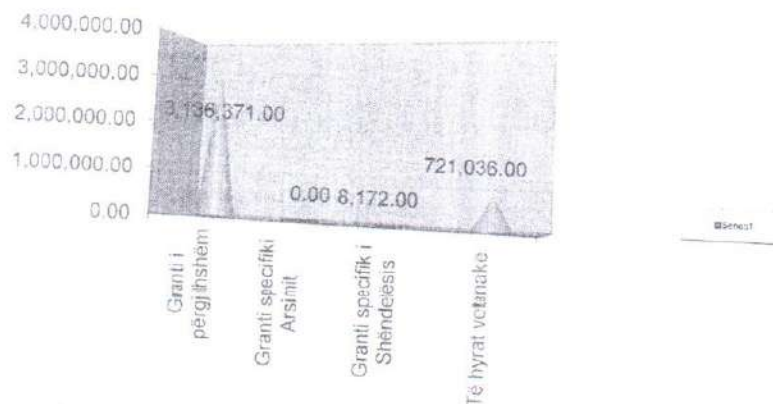 4.000,000.00
3,000,000.00
2,000,000.00
1.000,000.00
0.00
3,136,371.00
0.00 8,172.00
721,036.00
Granti i
përgjithshëm
Granti specifiki
Arsimit
Granti specifik i
Shëndetësis
Të hyrat vetanake
Series1